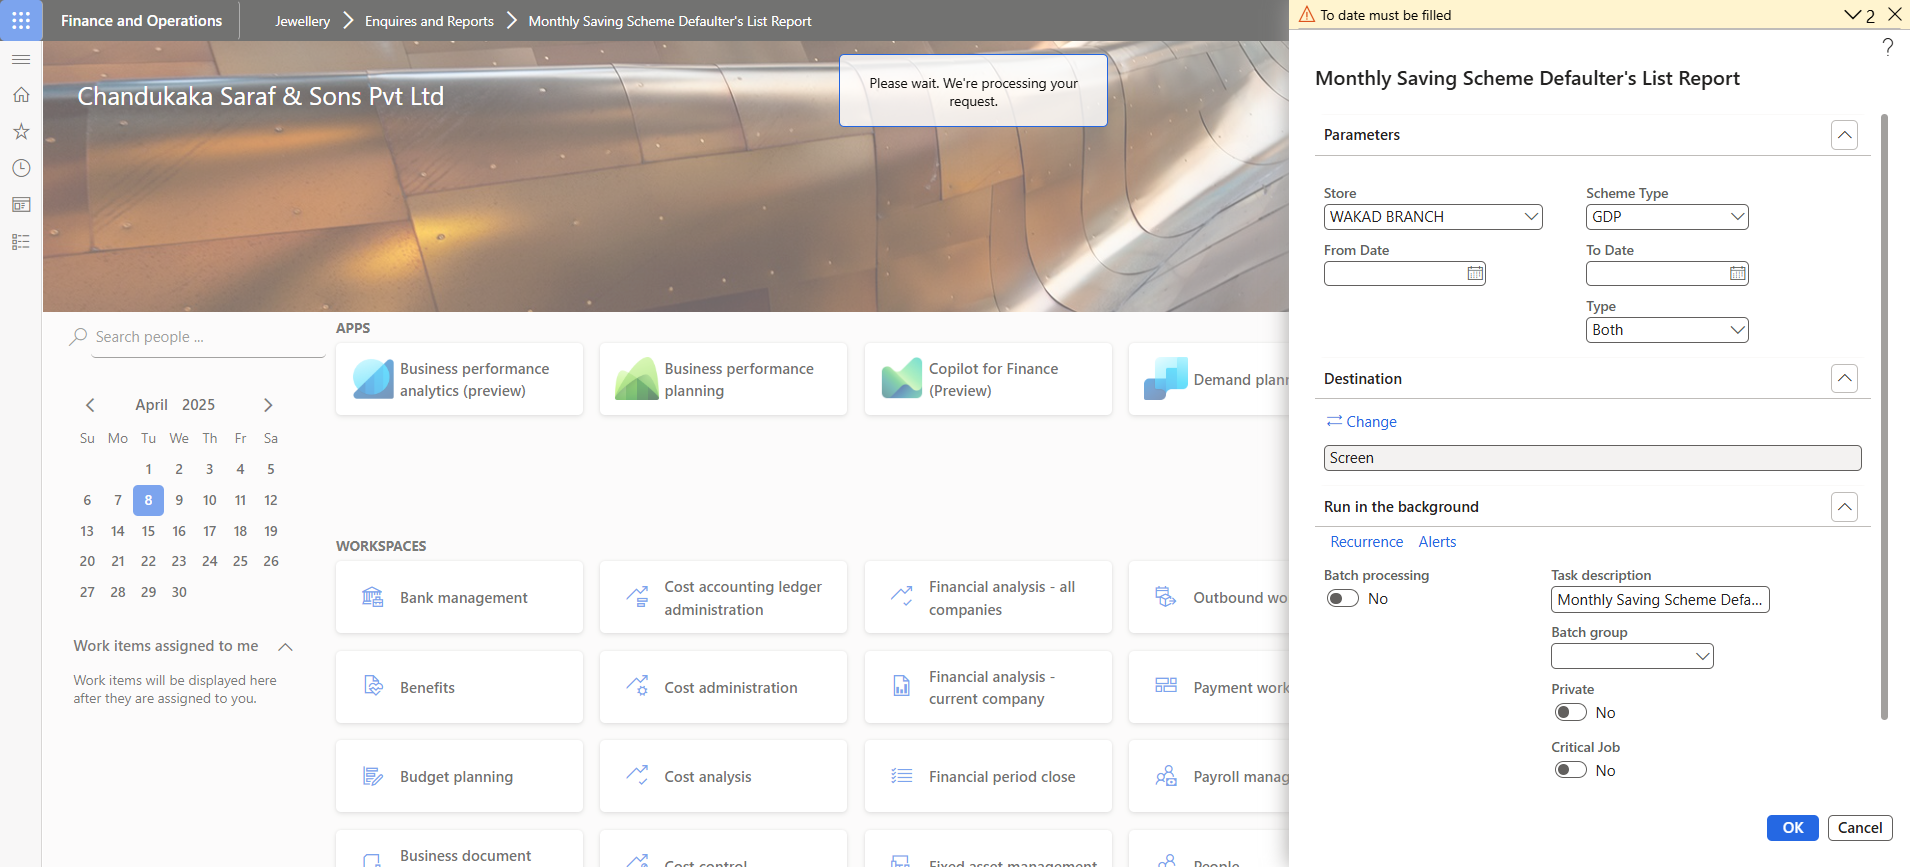 Finance and Operations
Jewellery
Enquires and Reports
Monthly Saving Scheme Defaulter's List Report
To date must be filled
2
?
Chandukaka Saraf & Sons Pvt Ltd
Please wait. We're processing your
request.
Search people ...
April 2025
Su Mo Tu We Th Fr Sa
1 2 3 4 5
6 7 8 9 10 11 12
13 14 15 16 17 18 19
20 21 22 23 24 25 26
27 28 29 30
Work items assigned to me
Work items will be displayed here
after they are assigned to you.
APPS
Business performance
analytics (preview)
Business performance
planning
Copilot for Finance
(Preview)
Demand plann
WORKSPACES
Bank management
Cost accounting ledger
administration
Financial analysis - all
companies
Outbound wo
Benefits
Cost administration
Financial analysis -
current company
Payment work
Budget planning
Cost analysis
Financial period close
Payroll manag
Business document
Cost control
Fixed asset management
People
Monthly Saving Scheme Defaulter's List Report
Parameters
Store
WAKAD BRANCH
Scheme Type
GDP
From Date
To Date
Type
Both
Destination
Change
Screen
Run in the background
Recurrence
Alerts
Batch processing
No
Task description
Monthly Saving Scheme Defa...
Batch group
Private
No
Critical Job
No
OK
Cancel